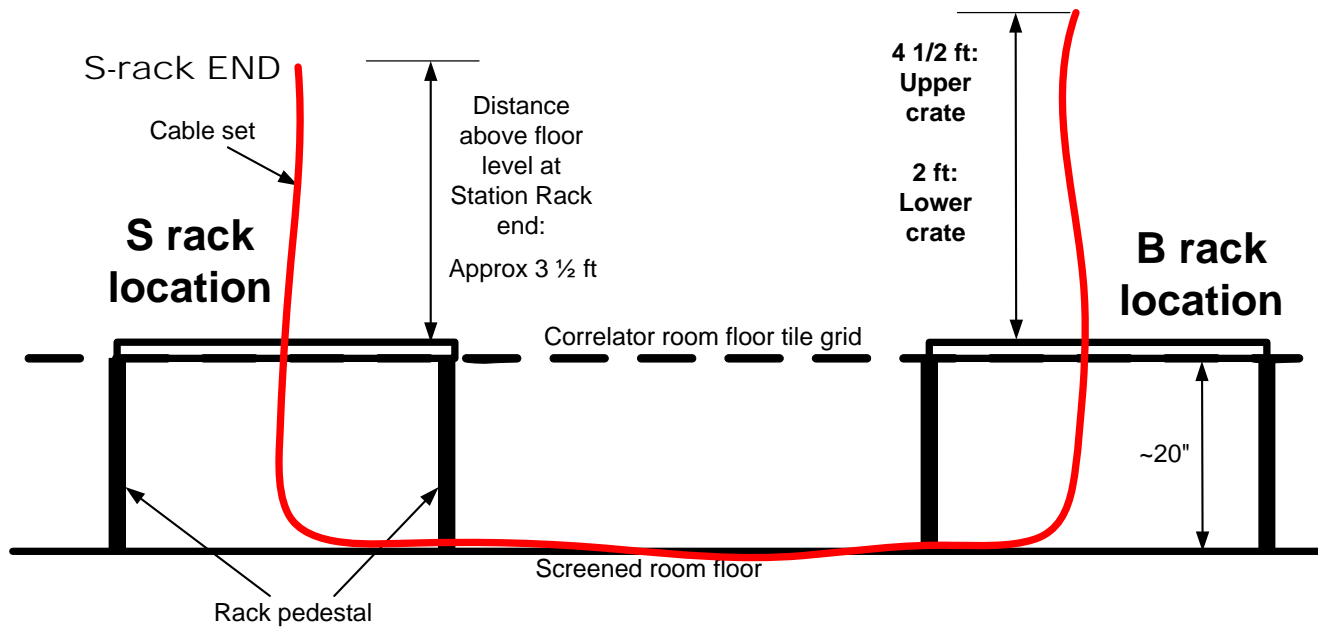 S-rack END
Cable set
S rack
location
Distance
above floor
level at
Station Rack
end:
Approx 3 ½ ft
4 1/2 ft:
Upper
crate
2 ft:
Lower
crate
B rack
location
Correlator room floor tile grid
~20"
Screened room floor
Rack pedestal